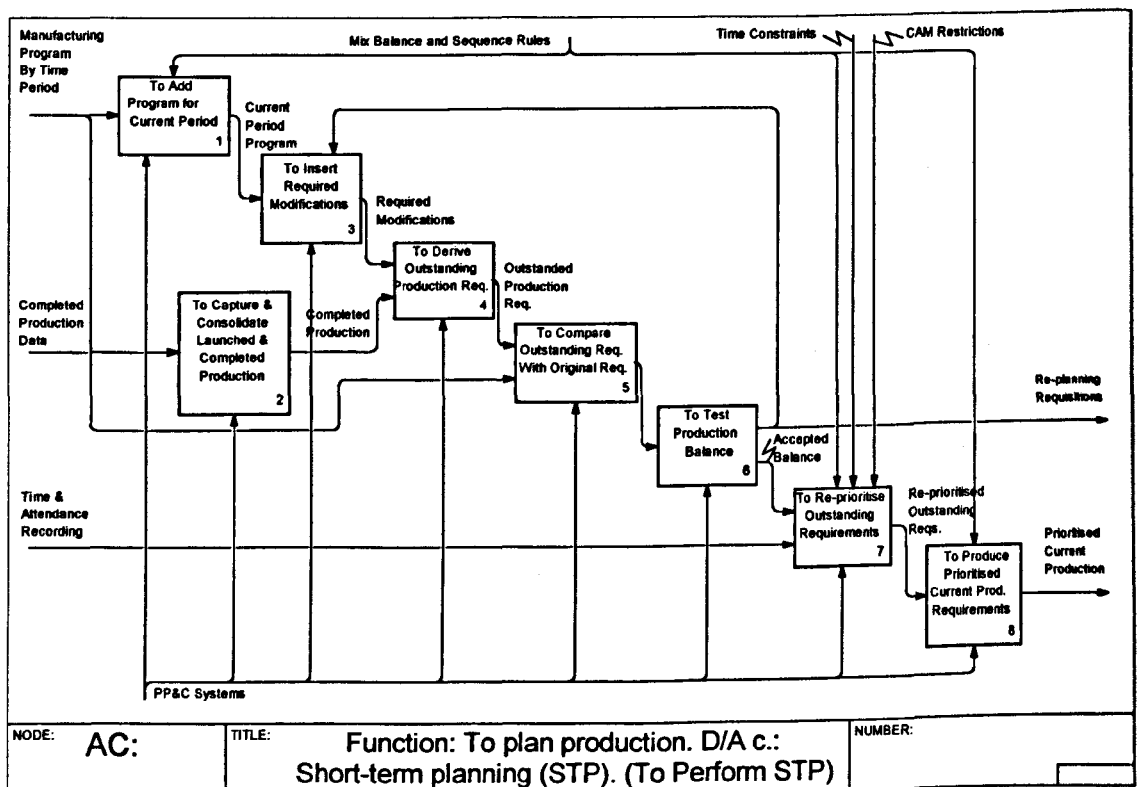 Manufacturing
Program
By Time
Period
Mix Balance and Sequence Rules
Time Constraints
CAM Restrictions
To Add
Program for
Current Period
1
Current
Period
Program
To Insert
Required
Modifications
3
Required
Modifications
To Derive
Outstanding
Production Req.
4
Outstanded
Production
Req.
Completed
Production
Data
To Capture &
Consolidate
Launched &
Completed
Production
2
Completed
Production
To Compare
Outstanding Req.
With Original Req.
5
Re-planning
Requisitions
To Test
Production
Balance
6
Accepted
Balance
Time &
Attendance
Recording
To Re-prioritise
Outstanding
Requirements
7
Re-prioritised
Outstanding
Reqs.
Prioritised
Current
Production
To Produce
Prioritised
Current Prod.
Requirements
8
PP&C Systems
NODE:
AC:
TITLE:
Function: To plan production. D/A c.:
Short-term planning (STP). (To Perform STP)
NUMBER: